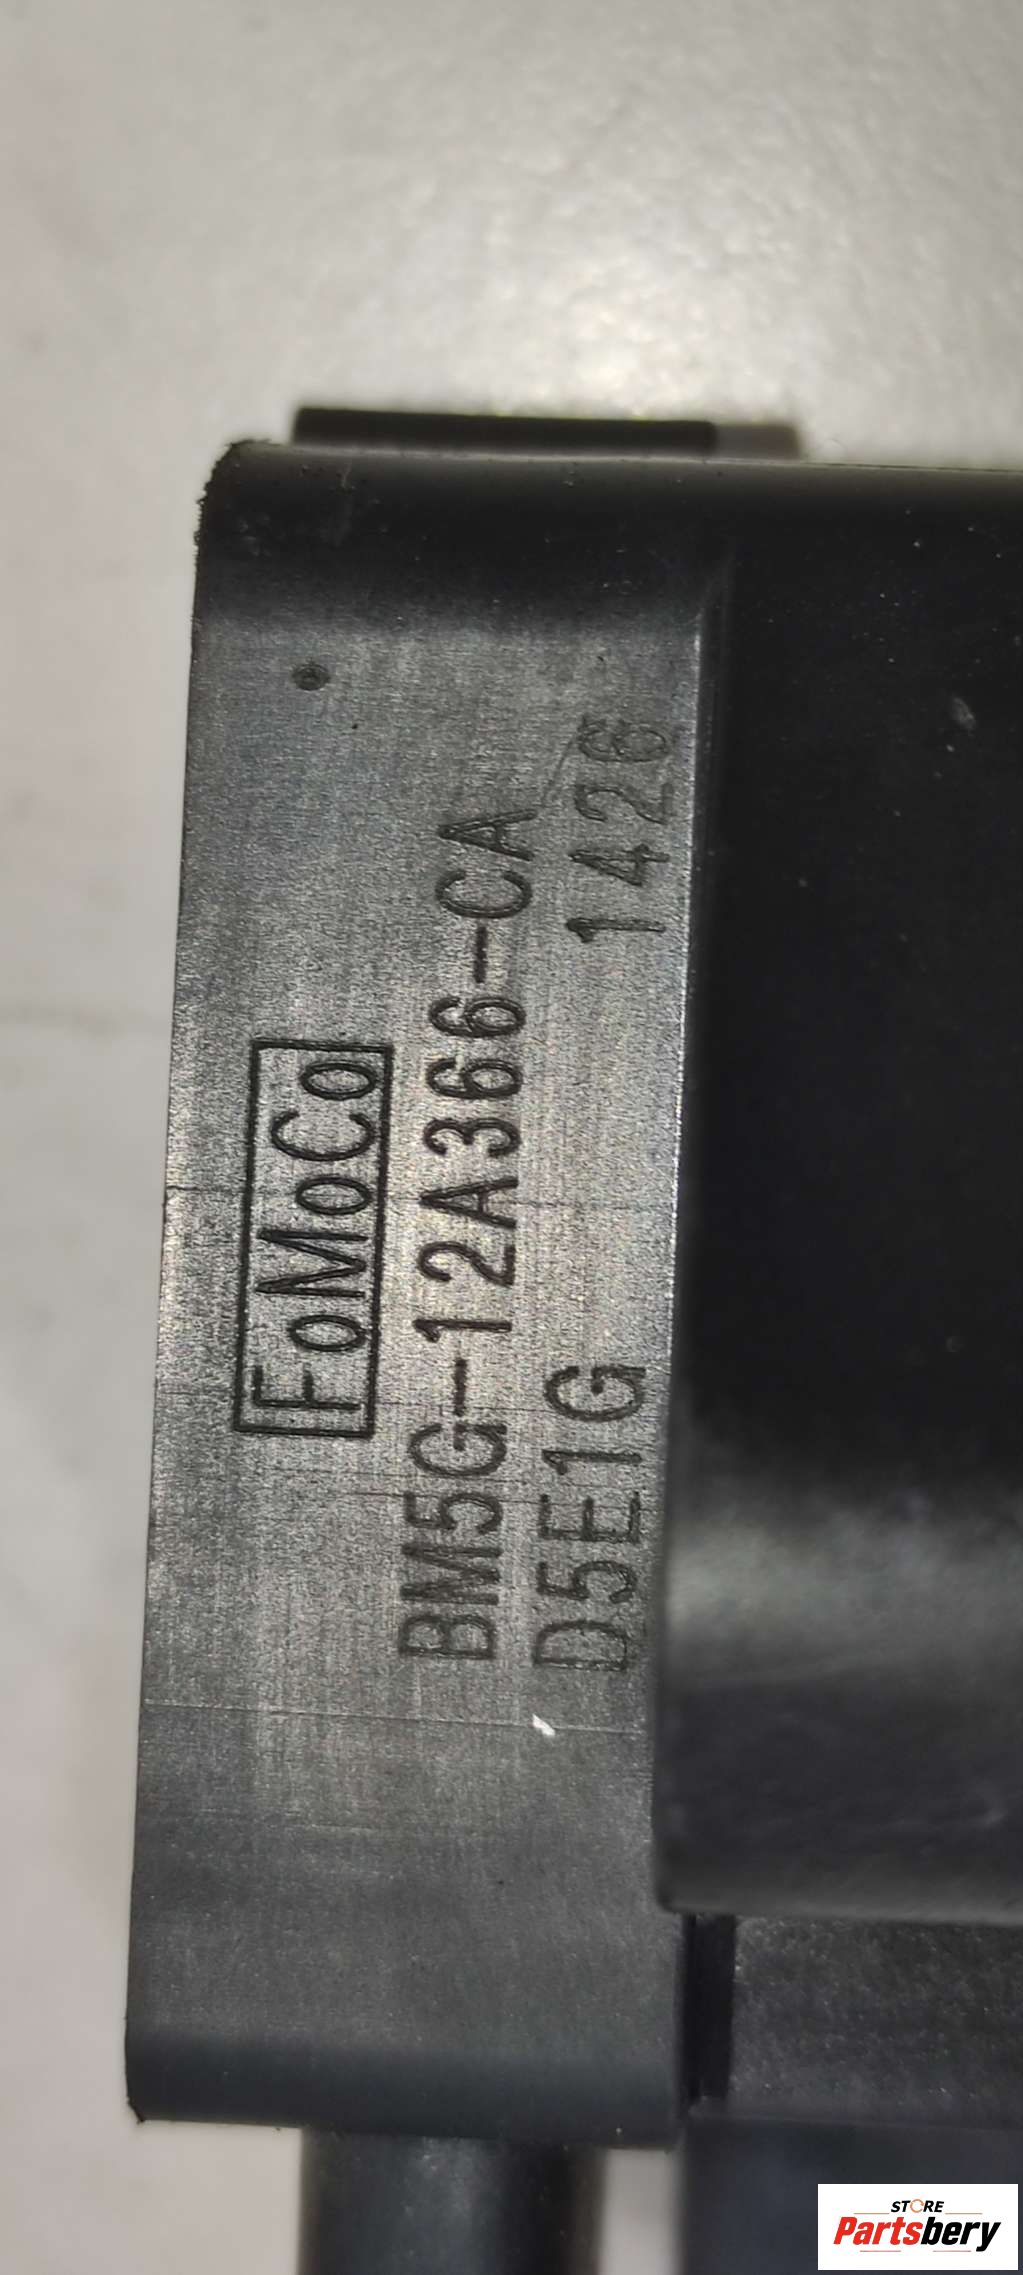 FoMoCo
BM5G-12A366-CA
D5E1G 1426
STORE
Partsbery